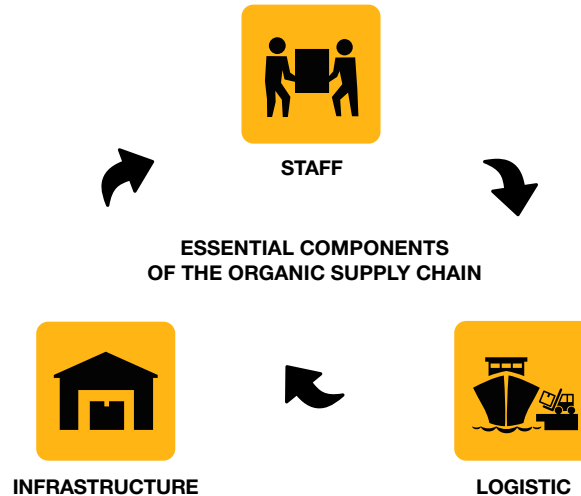 STAFF
ESSENTIAL COMPONENTS
OF THE ORGANIC SUPPLY CHAIN
INFRASTRUCTURE
LOGISTIC